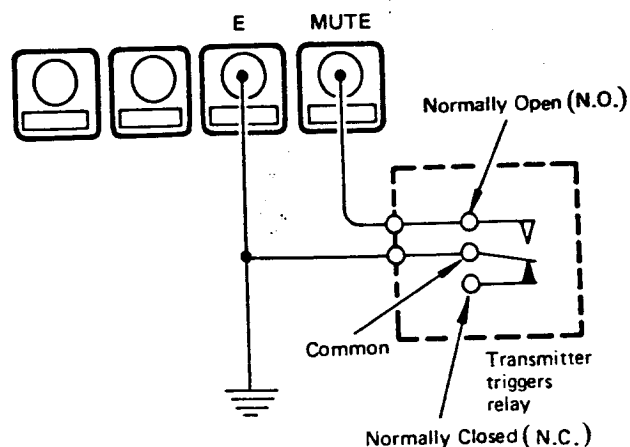 E MUTE
Normally Open (N.O.)
Common
Transmitter
triggers
relay
Normally Closed (N.C.)